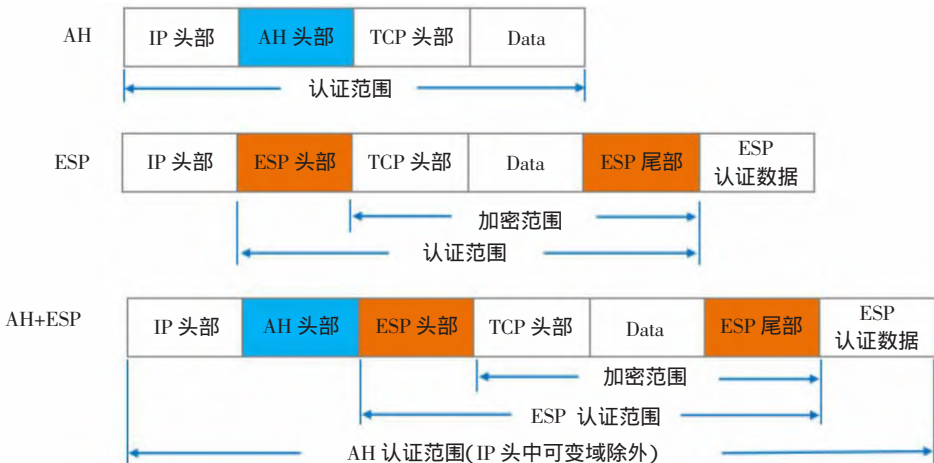 AH IP 头部 AH 头部 TCP 头部 Data
认证范围
ESP IP 头部 ESP 头部 TCP 头部 Data ESP 尾部 ESP
认证数据
加密范围
认证范围
AH+ESP IP 头部 AH 头部 ESP 头部 TCP 头部 Data ESP 尾部 ESP
认证数据
加密范围
ESP 认证范围
AH 认证范围(IP 头中可变域除外)